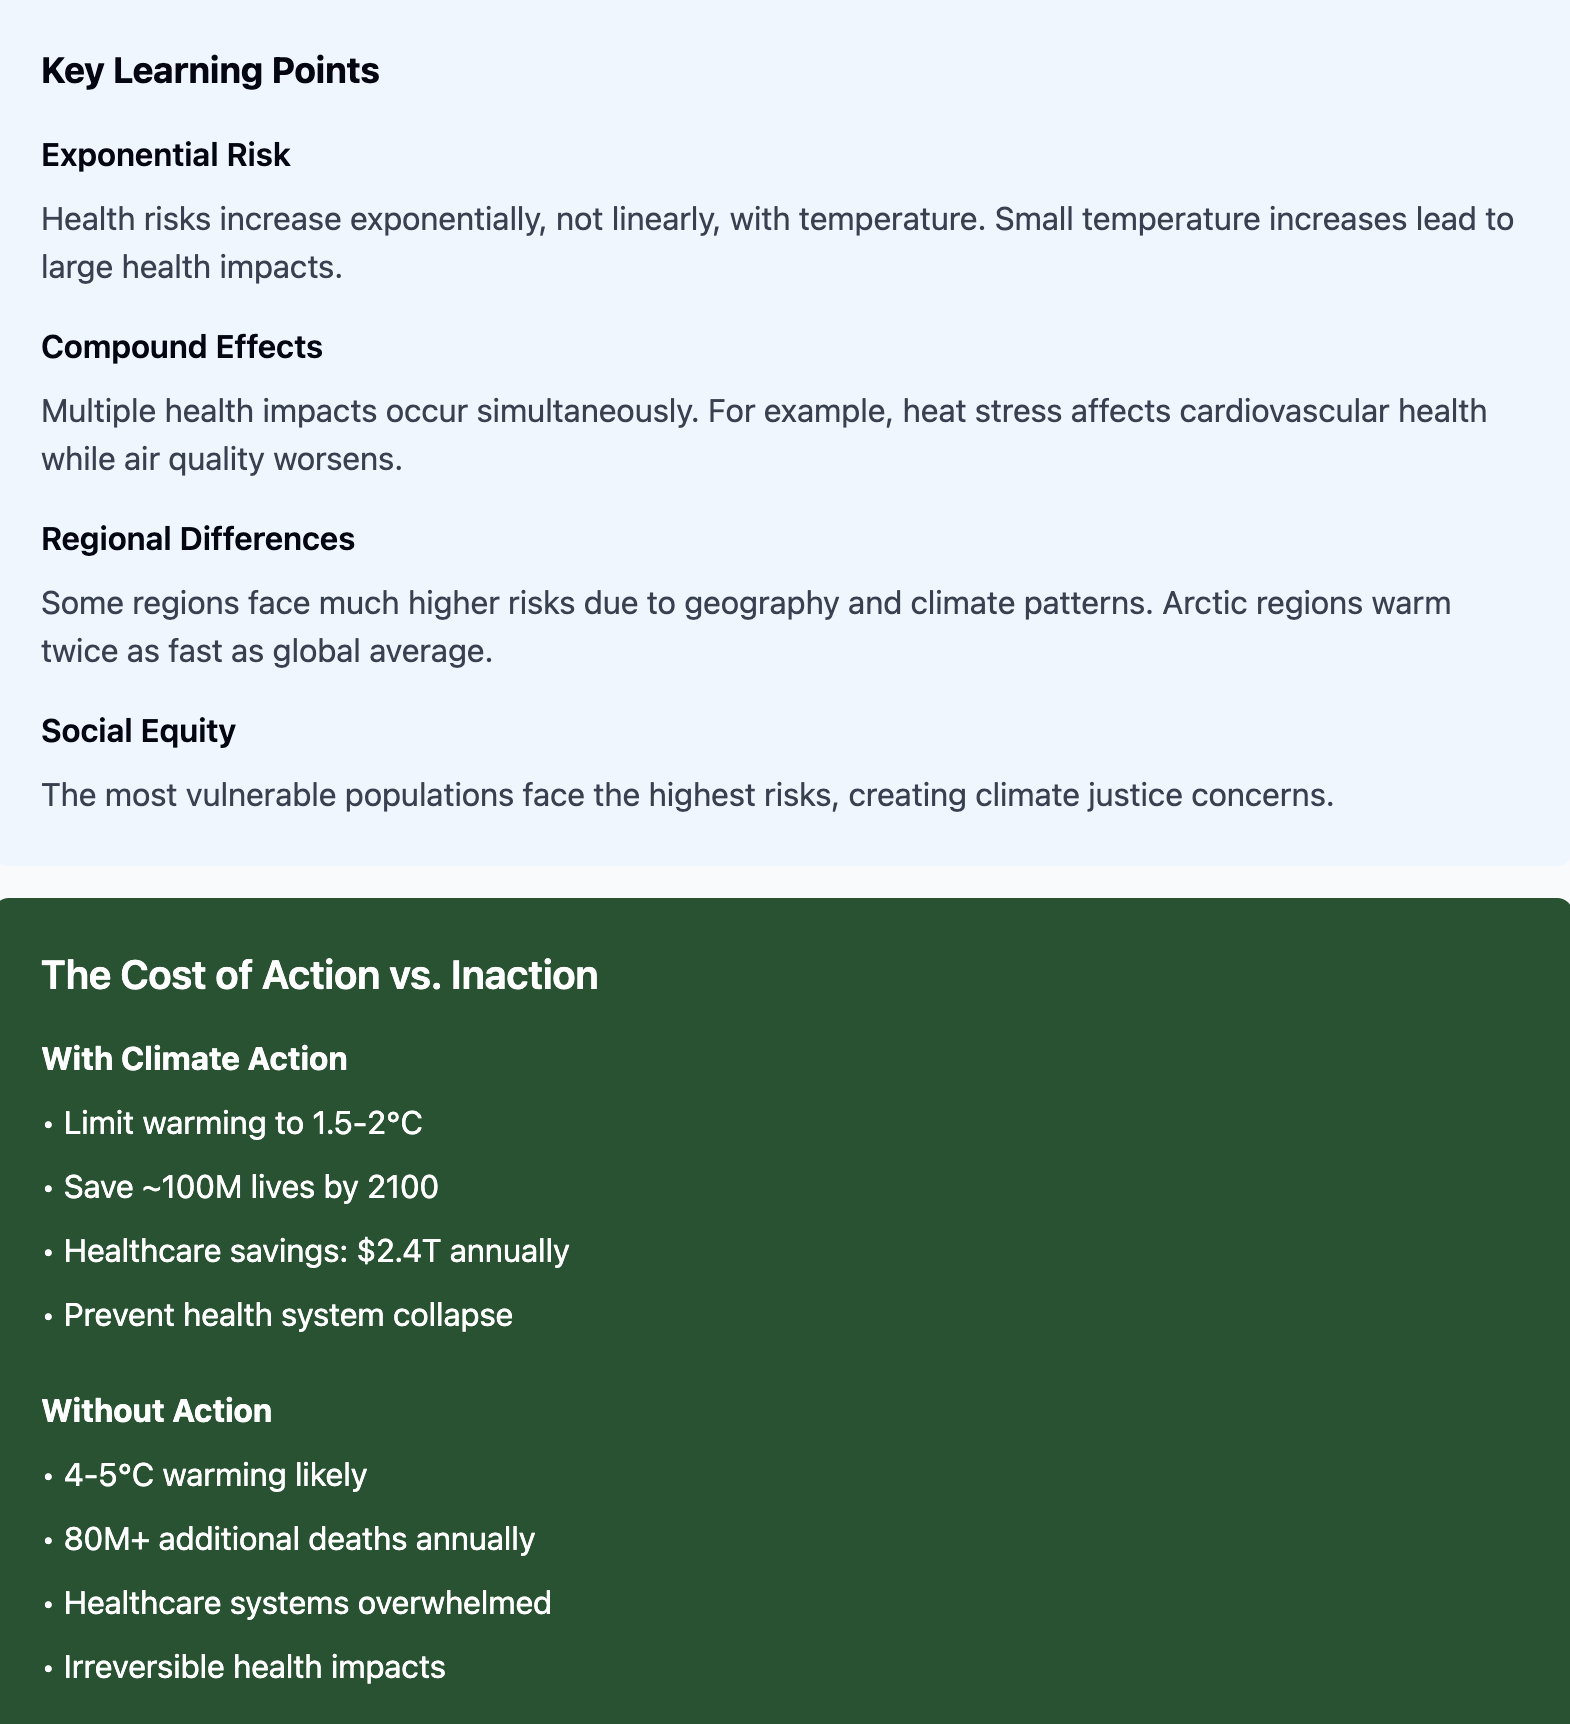 Key Learning Points
Exponential Risk
Health risks increase exponentially, not linearly, with temperature. Small temperature increases lead to
large health impacts.
Compound Effects
Multiple health impacts occur simultaneously. For example, heat stress affects cardiovascular health
while air quality worsens.
Regional Differences
Some regions face much higher risks due to geography and climate patterns. Arctic regions warm
twice as fast as global average.
Social Equity
The most vulnerable populations face the highest risks, creating climate justice concerns.
The Cost of Action vs. Inaction
With Climate Action
• Limit warming to 1.5-2°C
• Save ~100M lives by 2100
• Healthcare savings: $2.4T annually
• Prevent health system collapse
Without Action
• 4-5°C warming likely
• 80M+ additional deaths annually
• Healthcare systems overwhelmed
• Irreversible health impacts